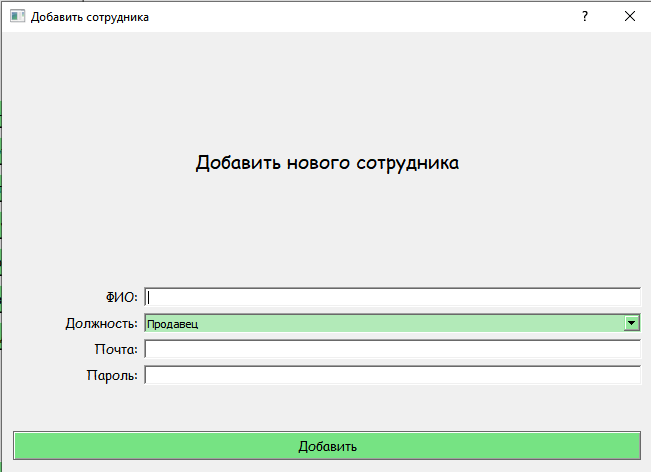 Добавить сотрудника
?
Добавить нового сотрудника
ФИО:
Должность: Продавец
Почта:
Пароль:
Добавить